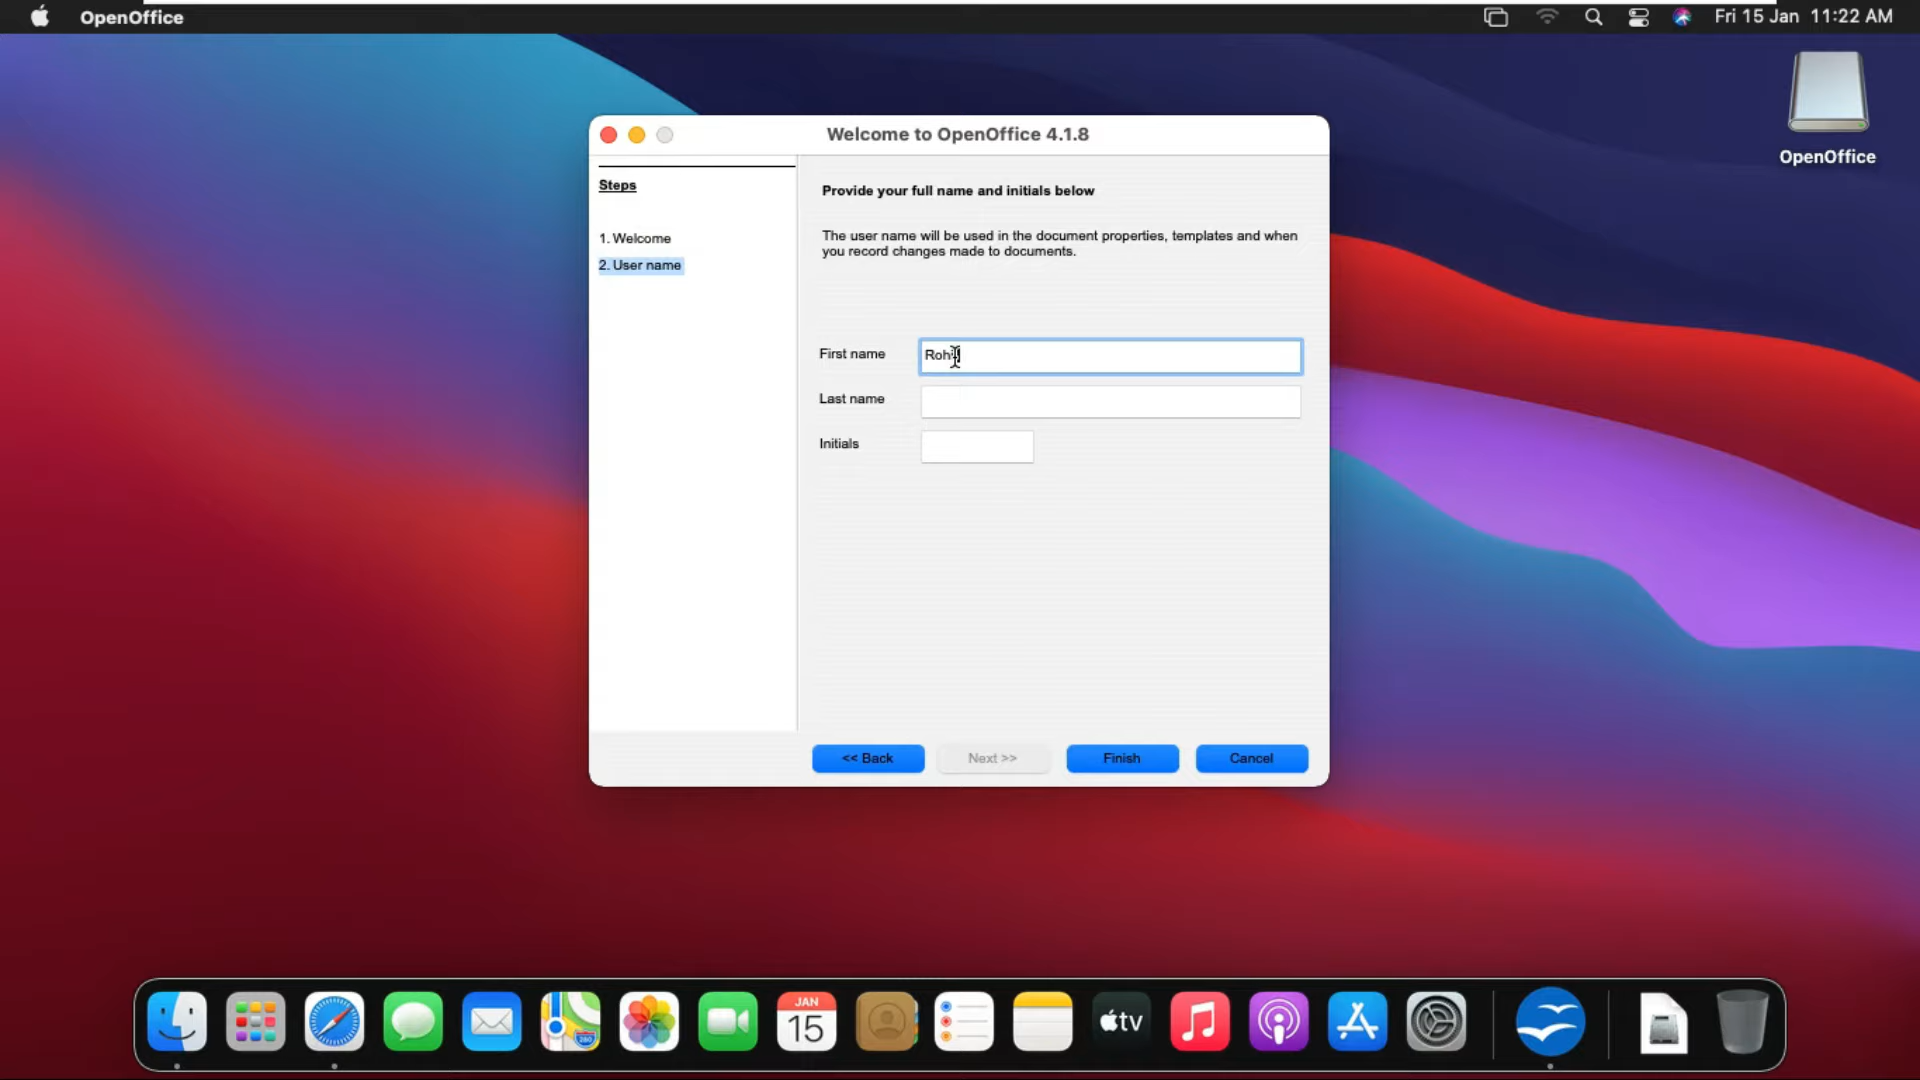 OpenOffice
Fri 15 Jan 11:22 AM
OpenOffice
Welcome to OpenOffice 4.1.8
Steps
1. Welcome
2. User name
Provide your full name and initials below
The user name will be used in the document properties, templates and when
you record changes made to documents.
First name
Last name
Initials
<< Back
Next >>
Finish
Cancel
JAN
15
280
tv